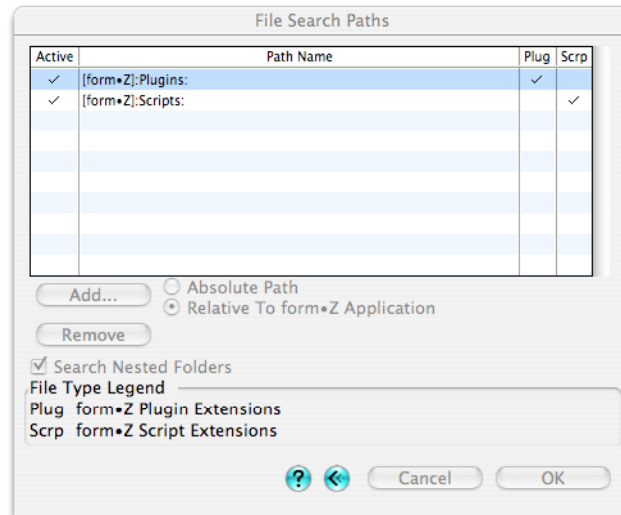 File Search Paths
Active Path Name Plug Scrp
✓ [form•Z]:Plugins: ✓
✓ [form•Z]:Scripts: ✓
Add...
Absolute Path
Relative To form•Z Application
Remove
Search Nested Folders
File Type Legend
Plug form•Z Plugin Extensions
Scrp form•Z Script Extensions
? Cancel OK